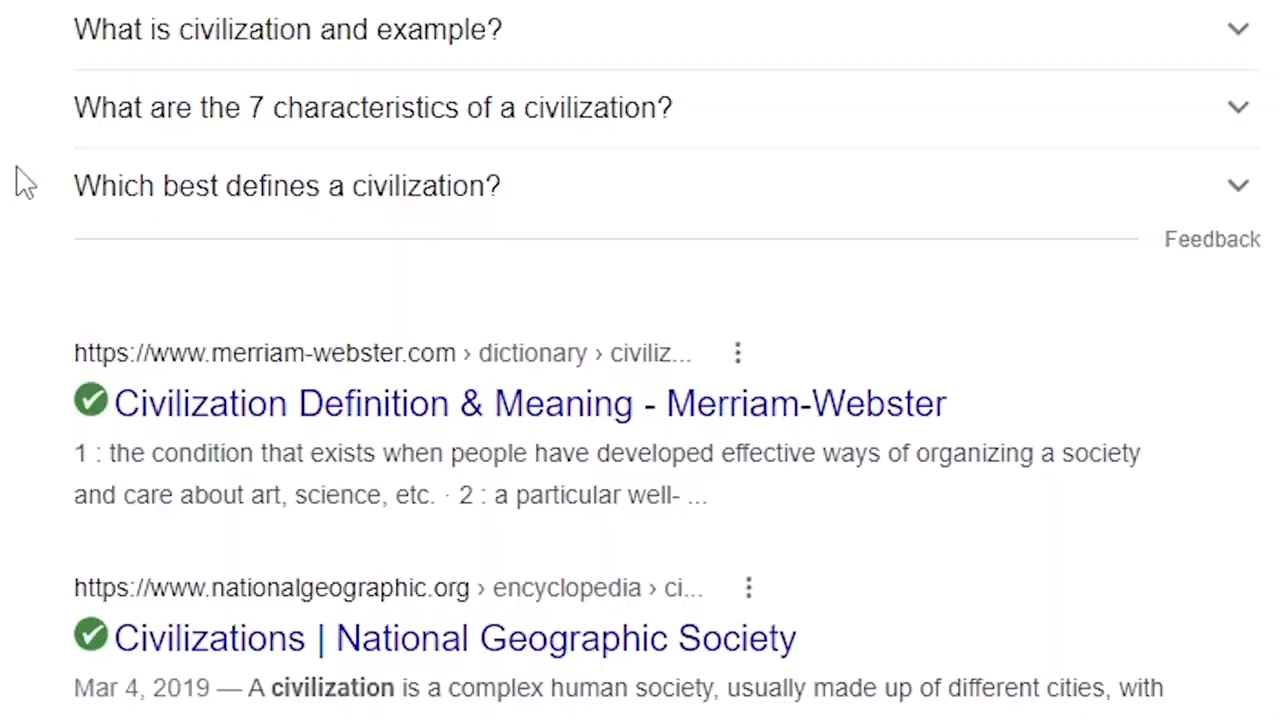 What is civilization and example?
What are the 7 characteristics of a civilization?
Which best defines a civilization?
Feedback
https://www.merriam-webster.com › dictionary › civiliz...
Civilization Definition & Meaning - Merriam-Webster
1 : the condition that exists when people have developed effective ways of organizing a society
and care about art, science, etc. · 2 : a particular well- ...
https://www.nationalgeographic.org › encyclopedia › ci...
Civilizations | National Geographic Society
Mar 4, 2019 — A civilization is a complex human society, usually made up of different cities, with